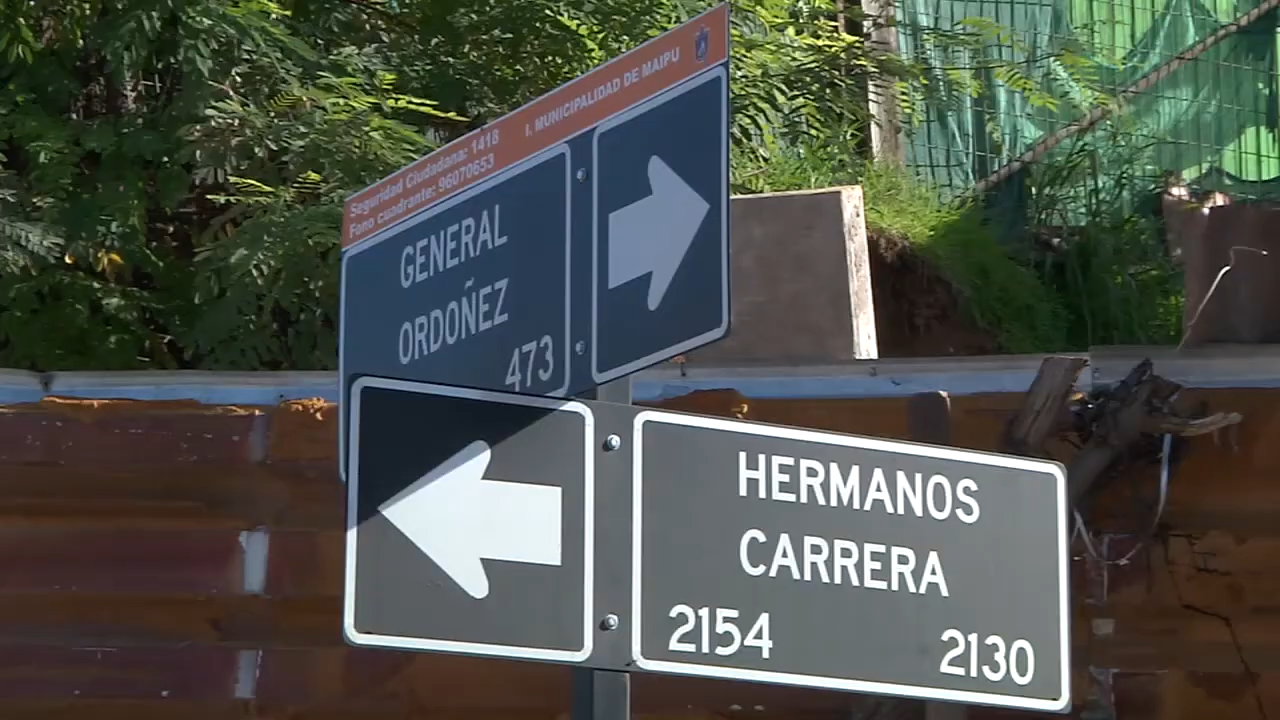 Seguridad Ciudadana: 1418
Fono cuadrante: 96070653
I. MUNICIPALIDAD DE MAIPU
GENERAL
ORDOÑEZ
473
HERMANOS
CARRERA
2154 2130